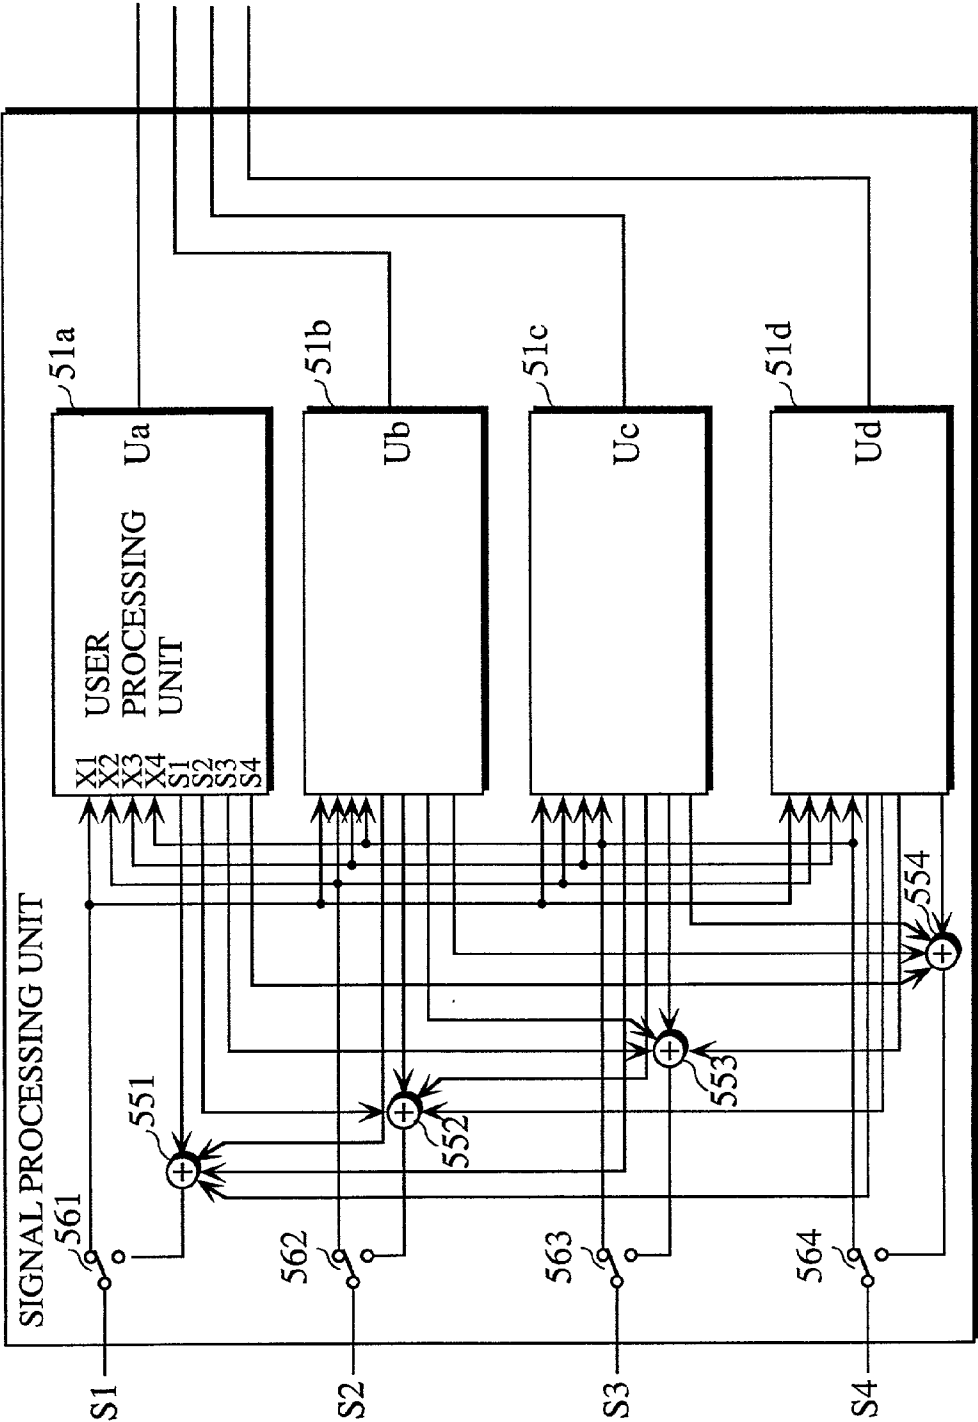 SIGNAL PROCESSING UNIT
S1
561
551
X1
X2
X3
X4
S1
S2
S3
S4
USER
PROCESSING
UNIT
Ua
51a
S2
562
552
Ub
51b
S3
563
553
Uc
51c
S4
564
554
Ud
51d